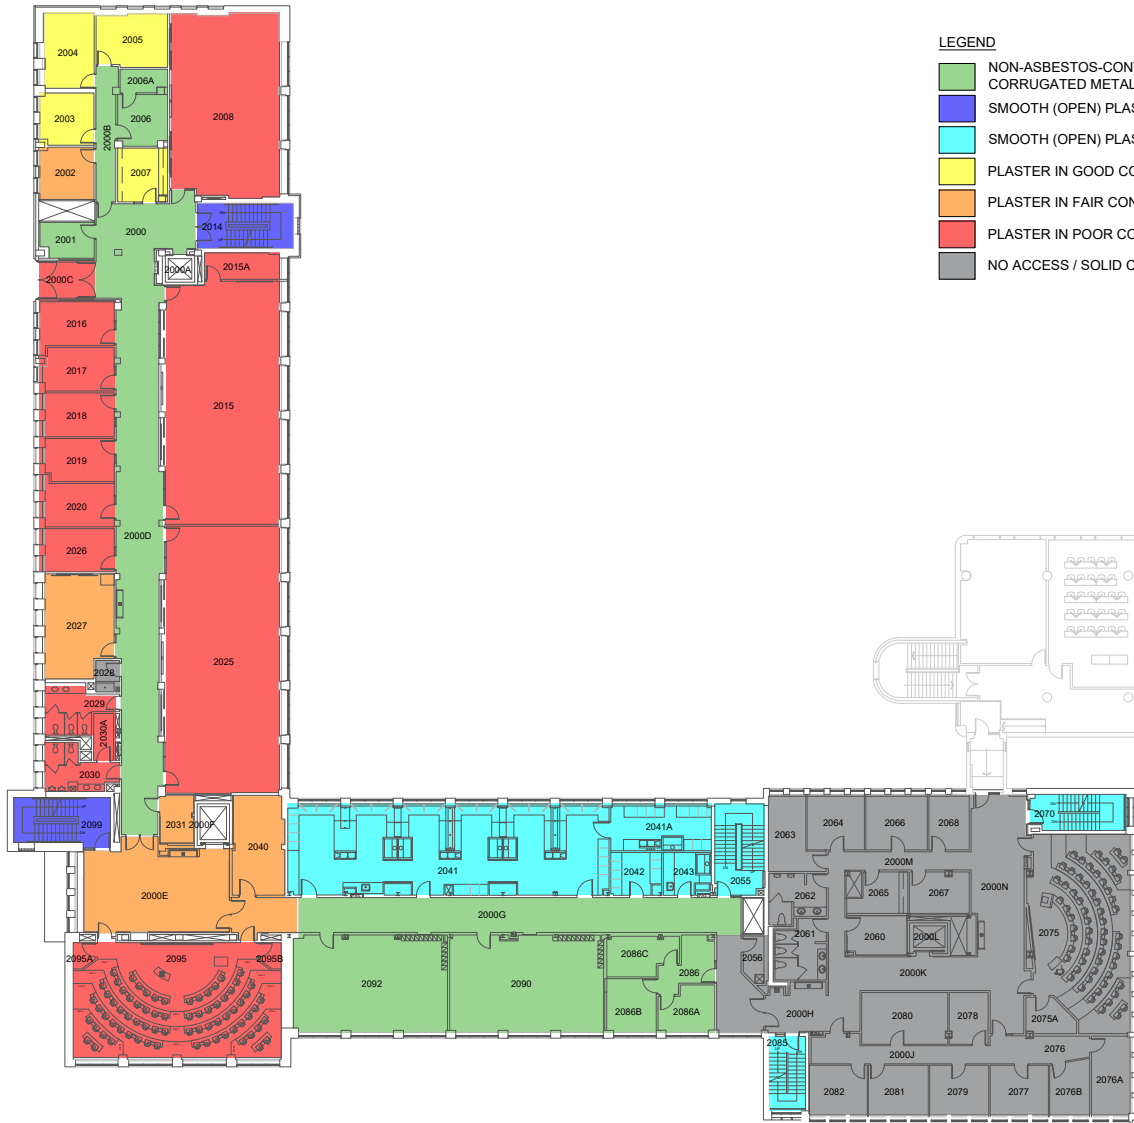 LEGEND
NON-ASBESTOS-CON
CORRUGATED METAL
SMOOTH (OPEN) PLAS
SMOOTH (OPEN) PLAS
PLASTER IN GOOD CO
PLASTER IN FAIR CON
PLASTER IN POOR CO
NO ACCESS / SOLID C
2004
2005
2006A
2003
2000B
2006
2008
2002
2007
2001
2000
2014
2000C
2000A
2015A
2016
2017
2018
2015
2019
2020
2000D
2026
2027
2025
2028
2029
2030A
2030
2099
2031
2000F
2040
2041A
2041
2042
2043
2055
2000E
2000G
2095A
2095
2095B
2092
2090
2086C
2086
2086B
2086A
2056
2063
2064
2066
2068
2070
2000M
2062
2065
2067
2000N
2061
2060
2000L
2075
2000K
2000H
2080
2078
2075A
2085
2000J
2076
2082
2081
2079
2077
2076B
2076A